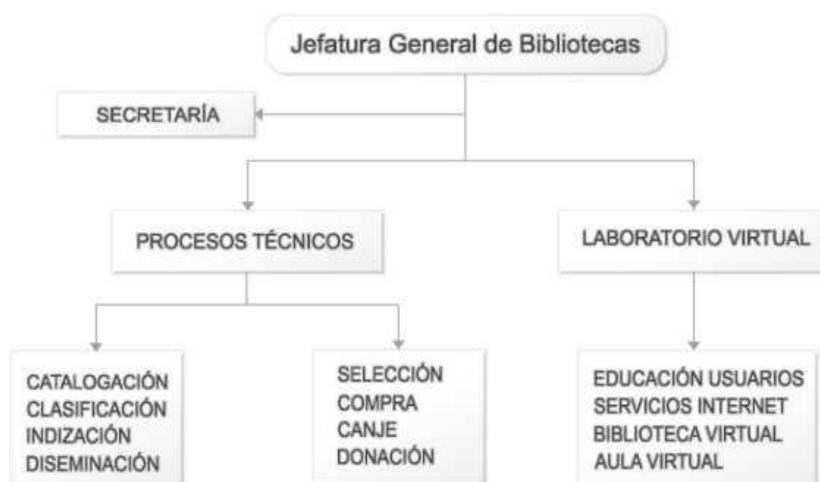 Jefatura General de Bibliotecas
SECRETARÍA
PROCESOS TÉCNICOS
LABORATORIO VIRTUAL
CATALOGACIÓN
CLASIFICACIÓN
INDIZACIÓN
DISEMINACIÓN
SELECCIÓN
COMPRA
CANJE
DONACIÓN
EDUCACIÓN USUARIOS
SERVICIOS INTERNET
BIBLIOTECA VIRTUAL
AULA VIRTUAL